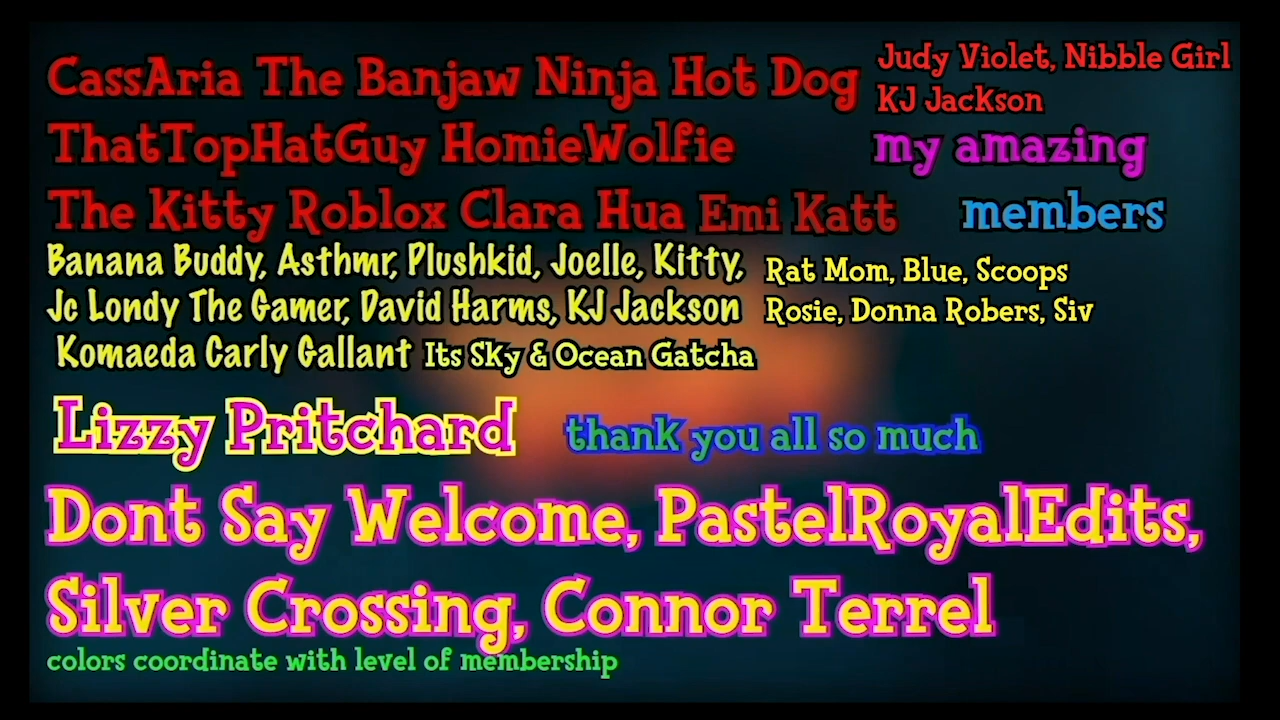 CassAria The Banjaw Ninja Hot Dog
Judy Violet, Nibble Girl
KJ Jackson
ThatTopHatGuy HomieWolfie
my amazing
The Kitty Roblox Clara Hua Emi Katt
members
Banana Buddy, Asthmr, Plushkid, Joelle, Kitty,
Rat Mom, Blue, Scoops
Jc Londy The Gamer, David Harms, KJ Jackson
Rosie, Donna Robers, Siv
Komaeda Carly Gallant Its Sky & Ocean Gatcha
Lizzy Pritchard
thank you all so much
Dont Say Welcome, PastelRoyalEdits,
Silver Crossing, Connor Terrel
colors coordinate with level of membership